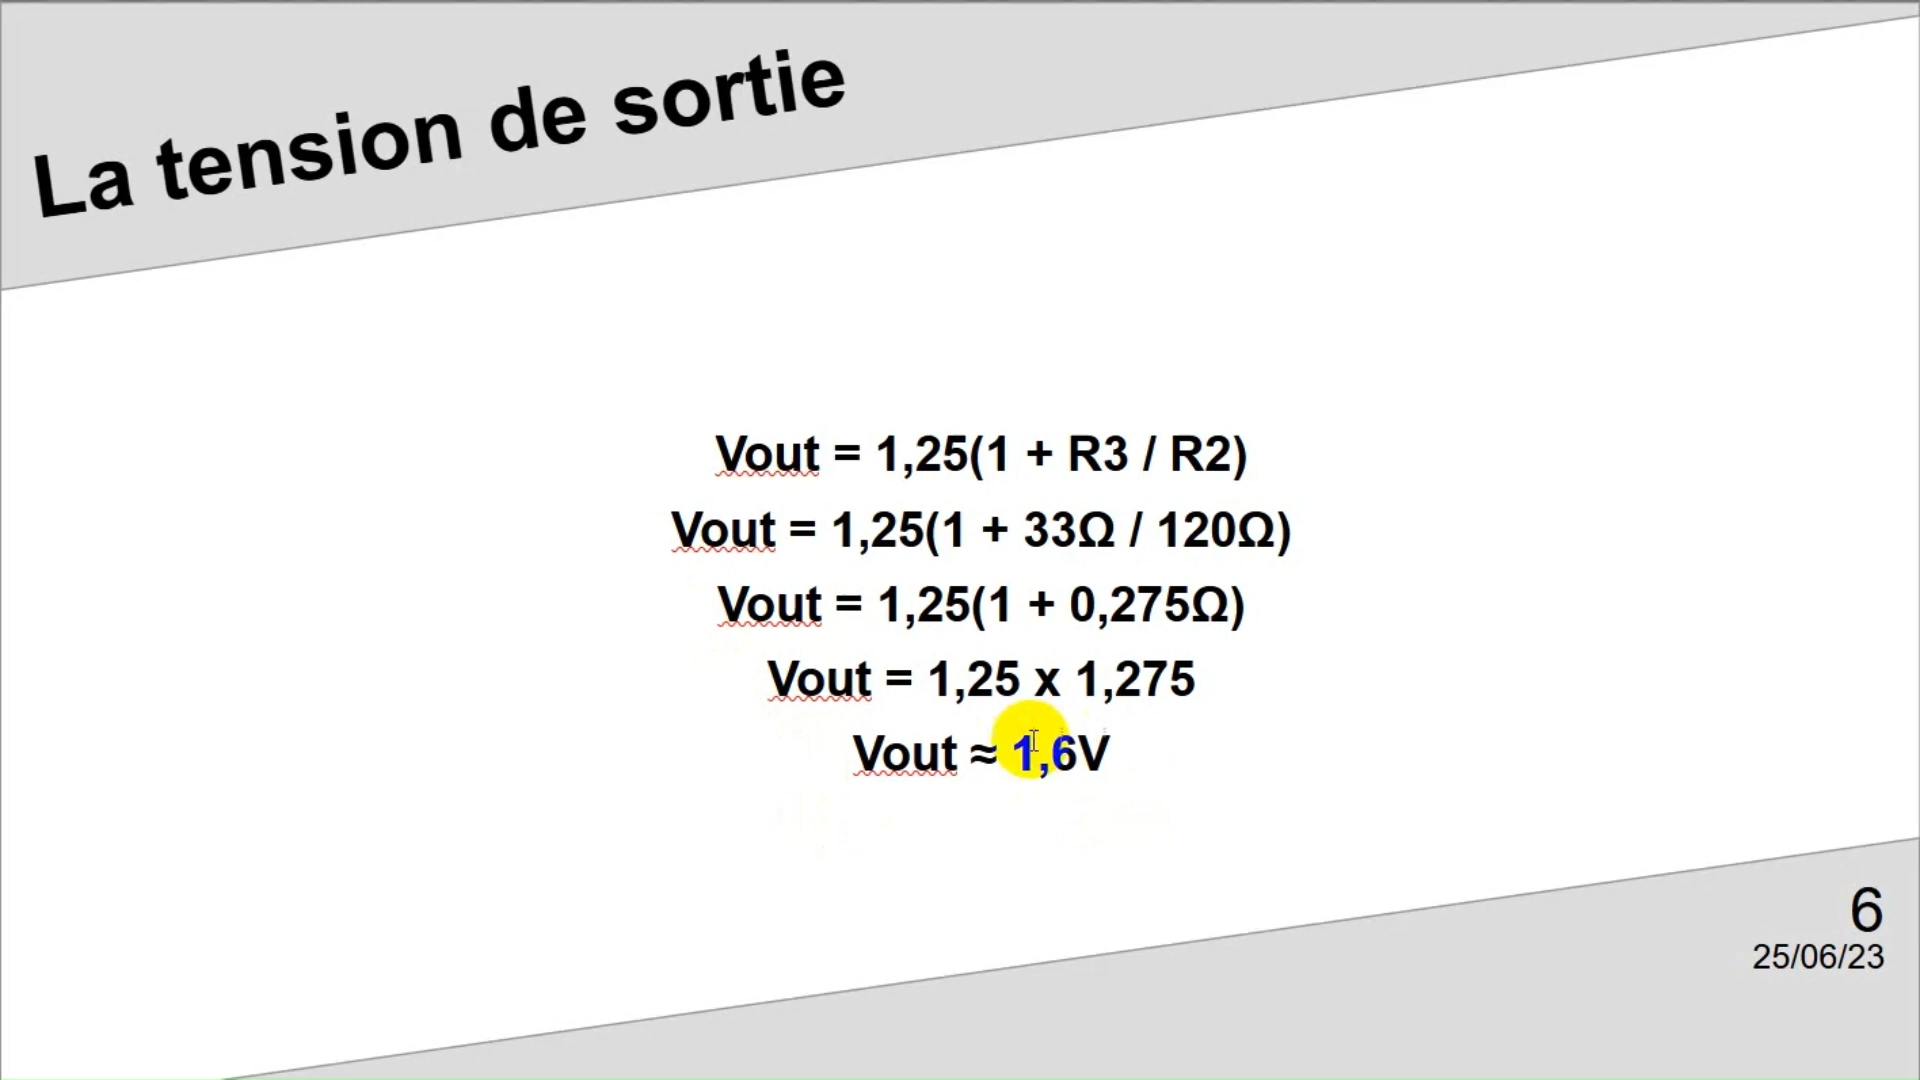 La tension de sortie
Vout = 1,25(1 + R3 / R2)
Vout = 1,25(1 + 33Ω / 120Ω)
Vout = 1,25(1 + 0,275Ω)
Vout = 1,25 x 1,275
Vout ≈ 1,6V
6
25/06/23